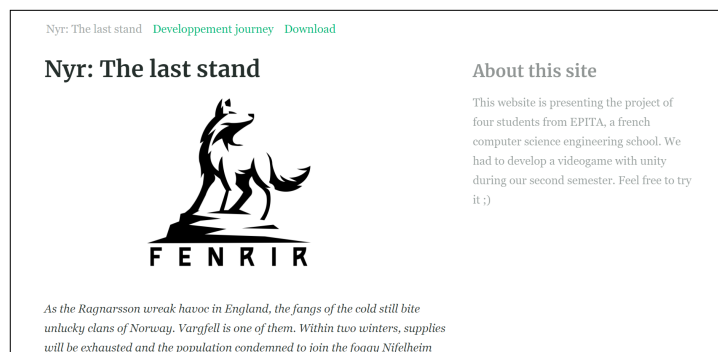 Nyr: The last stand Developpement journey Download
Nyr: The last stand
FENRIR
As the Ragnarsson wreak havoc in England, the fangs of the cold still bite
unlucky clans of Norway. Vargfell is one of them. Within two winters, supplies
will be exhausted and the population condemned to join the foggy Nifelheim
About this site
This website is presenting the project of
four students from EPITA, a french
computer science engineering school. We
had to develop a videogame with unity
during our second semester. Feel free to try
it ;)